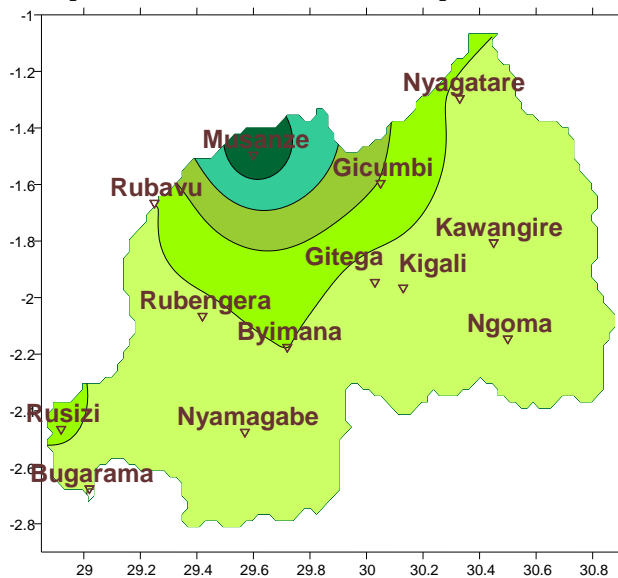 -1
-1.2
Nyagatare
-1.4
Musanze
Gicumbi
-1.6
Rubavu
-1.8
Kawangire
Gitega
Kigali
-2
Rubengera
Byimana
Ngoma
-2.2
-2.4
Rusizi
Nyamagabe
-2.6
Bugarama
-2.8
29 29.2 29.4 29.6 29.8 30 30.2 30.4 30.6 30.8